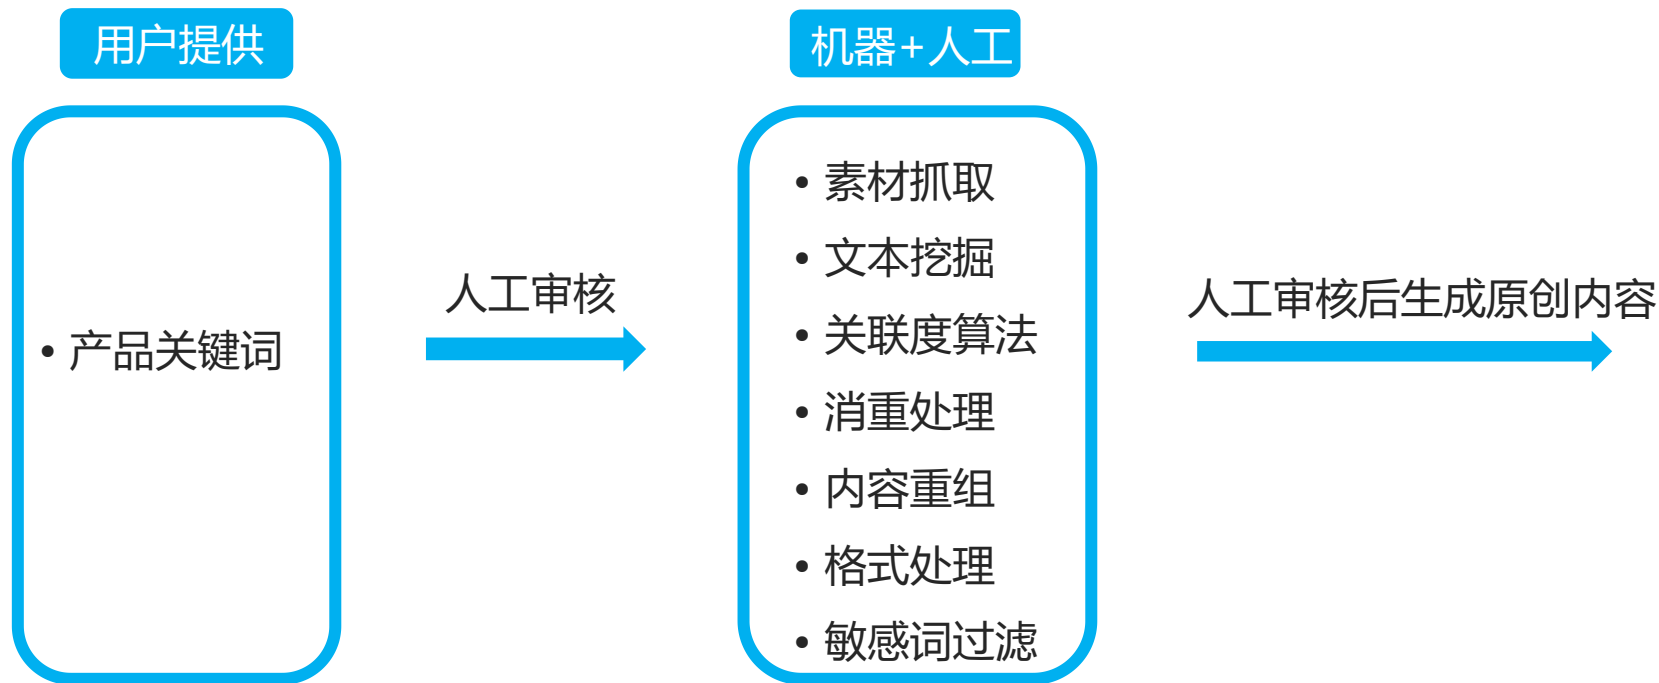 用户提供
机器+人工
• 产品关键词
人工审核
• 素材抓取
• 文本挖掘
• 关联度算法
• 消重处理
• 内容重组
• 格式处理
• 敏感词过滤
人工审核后生成原创内容